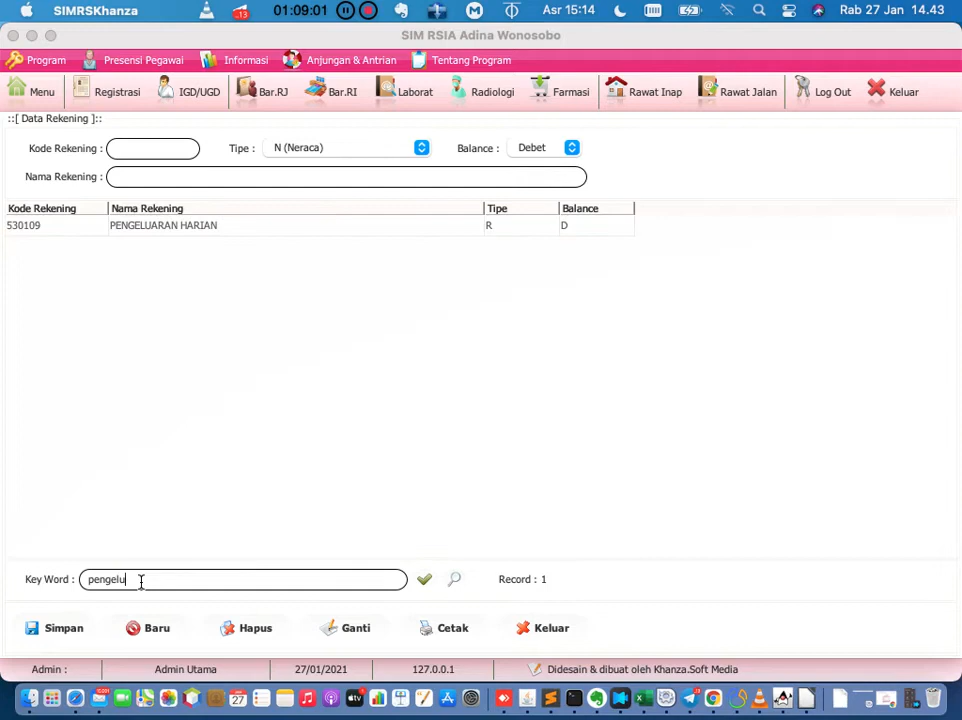 SIMRSKhanza 13 01:09:01 Asr 15:14 Rab 27 Jan 14.43
SIM RSIA Adina Wonosobo
Program Presensi Pegawai Informasi Anjungan & Antrian Tentang Program
Menu Registrasi IGD/UGD Bar.RJ Bar.RI Laborat Radiologi Farmasi Rawat Inap Rawat Jalan Log Out Keluar
::[ Data Rekening ]::
Kode Rekening : Tipe : N (Neraca) Balance : Debet
Nama Rekening :
Kode Rekening Nama Rekening Tipe Balance
530109 PENGELUARAN HARIAN R D
Key Word : pengelu Record : 1
Simpan Baru Hapus Ganti Cetak Keluar
Admin : Admin Utama 27/01/2021 127.0.0.1 Didesain & dibuat oleh Khanza.Soft Media